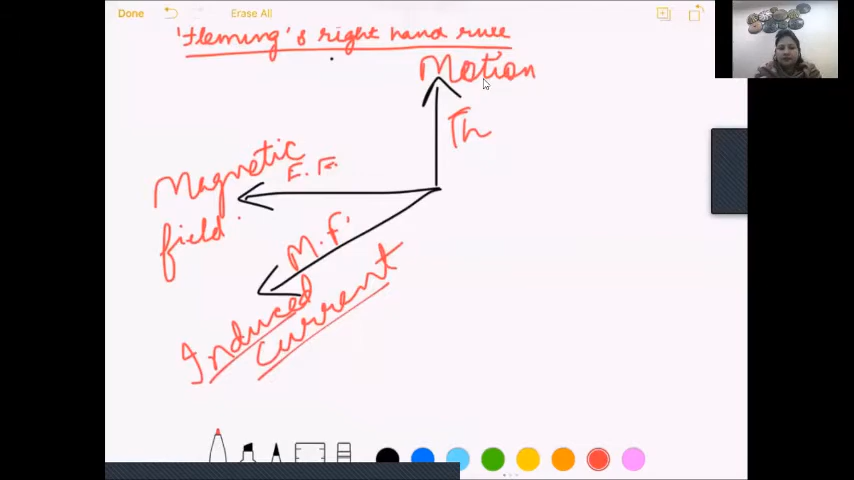 Done
Erase All
'Fleming's right hand rule
Motion
Th
Magnetic
field
F.F.
M.F.
Induced
current